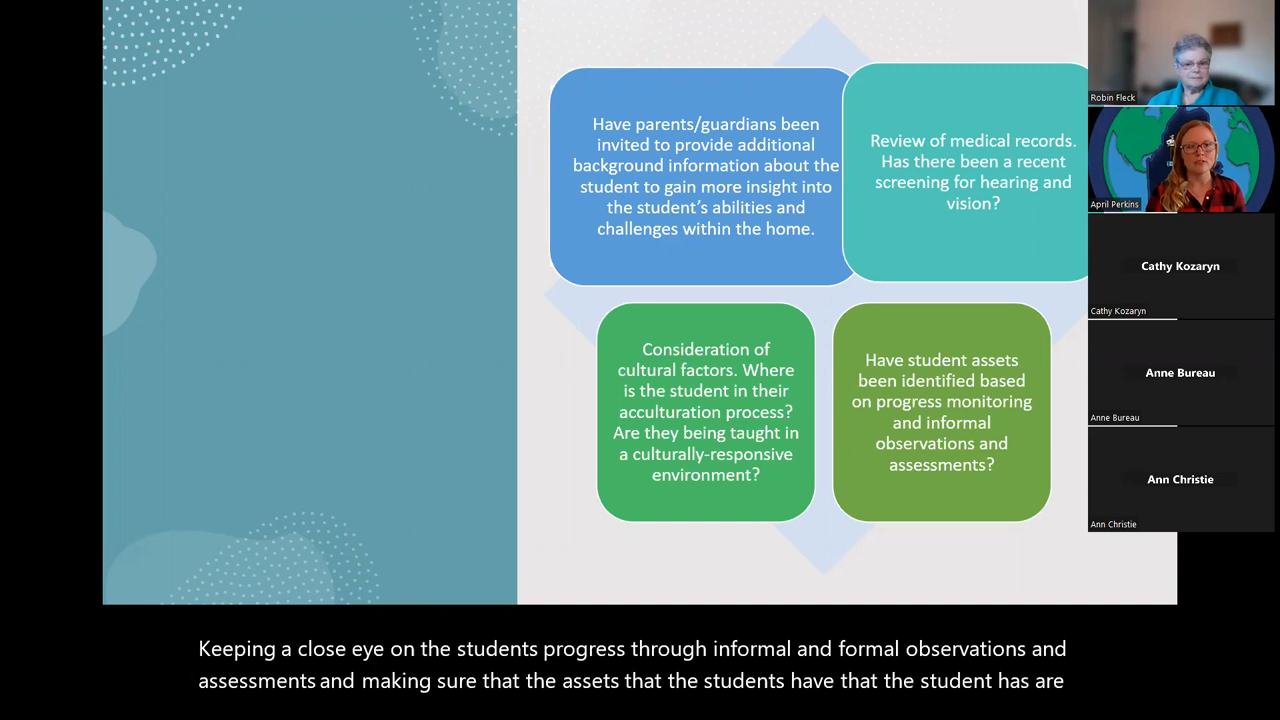 Have parents/guardians been
invited to provide additional
background information about the
student to gain more insight into
the student's abilities and
challenges within the home.
Review of medical records.
Has there been a recent
screening for hearing and
vision?
Consideration of
cultural factors. Where
is the student in their
acculturation process?
Are they being taught in
a culturally-responsive
environment?
Have student assets
been identified based
on progress monitoring
and informal
observations and
assessments?
Robin Fleck
April Perkins
Cathy Kozaryn
Cathy Kozaryn
Anne Bureau
Anne Bureau
Ann Christie
Ann Christie
Keeping a close eye on the students progress through informal and formal observations and
assessments and making sure that the assets that the students have that the student has are